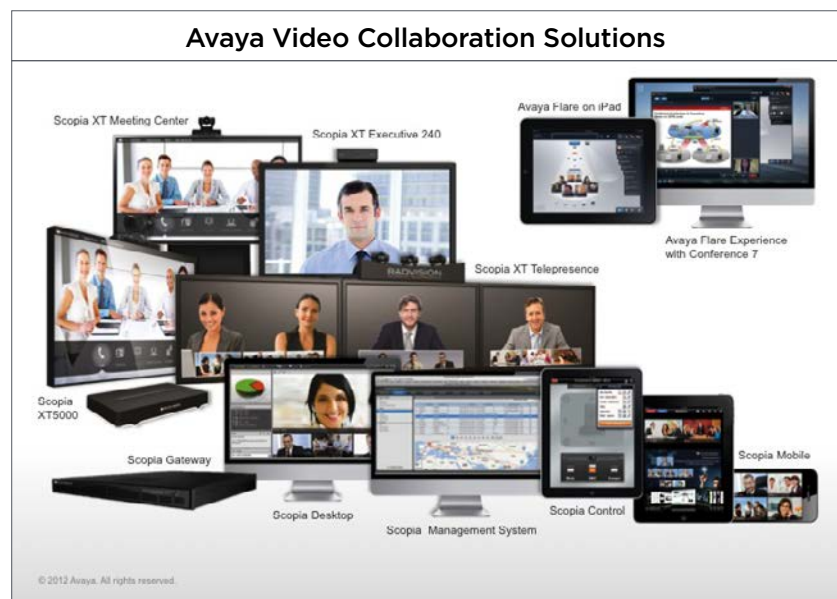 Avaya Video Collaboration Solutions
Scopia XT Meeting Center
Scopia XT Executive 240
Avaya Flare on iPad
Avaya Flare Experience
with Conference 7
RADVISION
Scopia XT Telepresence
Scopia
XT5000
Scopia Gateway
Scopia Desktop
Scopia Management System
Scopia Control
Scopia Mobile
© 2012 Avaya. All rights reserved.